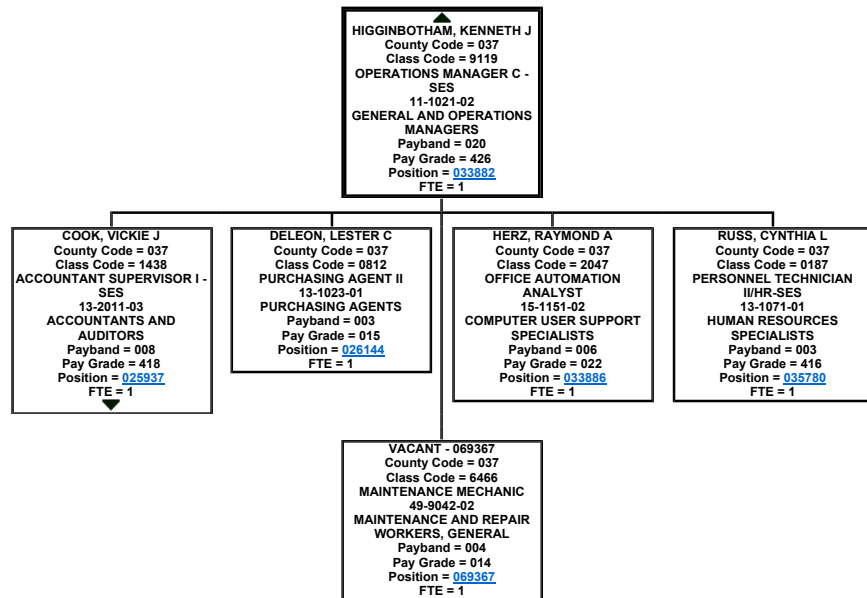 HIGGINBOTHAM, KENNETH J
County Code = 037
Class Code = 9119
OPERATIONS MANAGER C -
SES
11-1021-02
GENERAL AND OPERATIONS
MANAGERS
Payband = 020
Pay Grade = 426
Position = 033882
FTE = 1
COOK, VICKIE J
County Code = 037
Class Code = 1438
ACCOUNTANT SUPERVISOR I -
SES
13-2011-03
ACCOUNTANTS AND
AUDITORS
Payband = 008
Pay Grade = 418
Position = 025937
FTE = 1
DELEON, LESTER C
County Code = 037
Class Code = 0812
PURCHASING AGENT II
13-1023-01
PURCHASING AGENTS
Payband = 003
Pay Grade = 015
Position = 026144
FTE = 1
HERZ, RAYMOND A
County Code = 037
Class Code = 2047
OFFICE AUTOMATION
ANALYST
15-1151-02
COMPUTER USER SUPPORT
SPECIALISTS
Payband = 006
Pay Grade = 022
Position = 033886
FTE = 1
RUSS, CYNTHIA L
County Code = 037
Class Code = 0187
PERSONNEL TECHNICIAN
II/HR-SES
13-1071-01
HUMAN RESOURCES
SPECIALISTS
Payband = 003
Pay Grade = 416
Position = 035780
FTE = 1
VACANT - 069367
County Code = 037
Class Code = 6466
MAINTENANCE MECHANIC
49-9042-02
MAINTENANCE AND REPAIR
WORKERS, GENERAL
Payband = 004
Pay Grade = 014
Position = 069367
FTE = 1